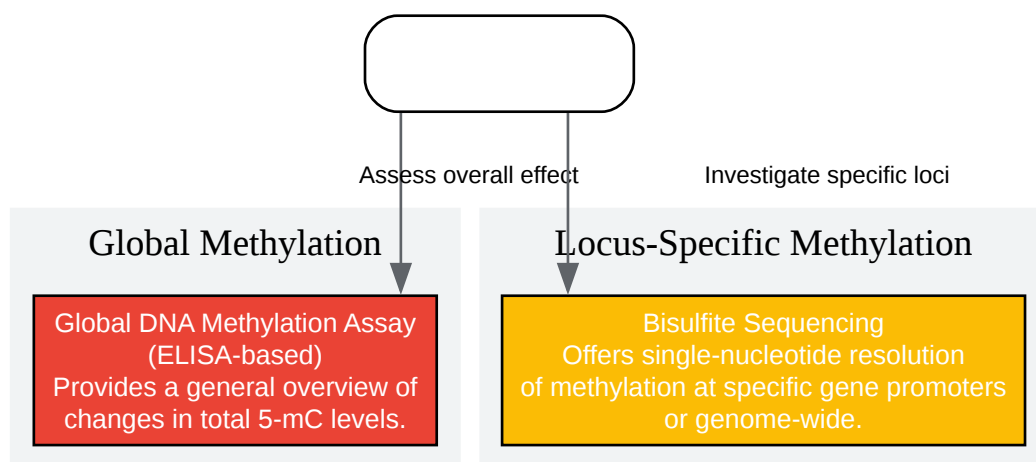 Assess overall effect
Investigate specific loci
Global Methylation
Locus-Specific Methylation
Global DNA Methylation Assay
(ELISA-based)
Provides a general overview of
changes in total 5-mC levels.
Bisulfite Sequencing
Offers single-nucleotide resolution
of methylation at specific gene promoters
or genome-wide.